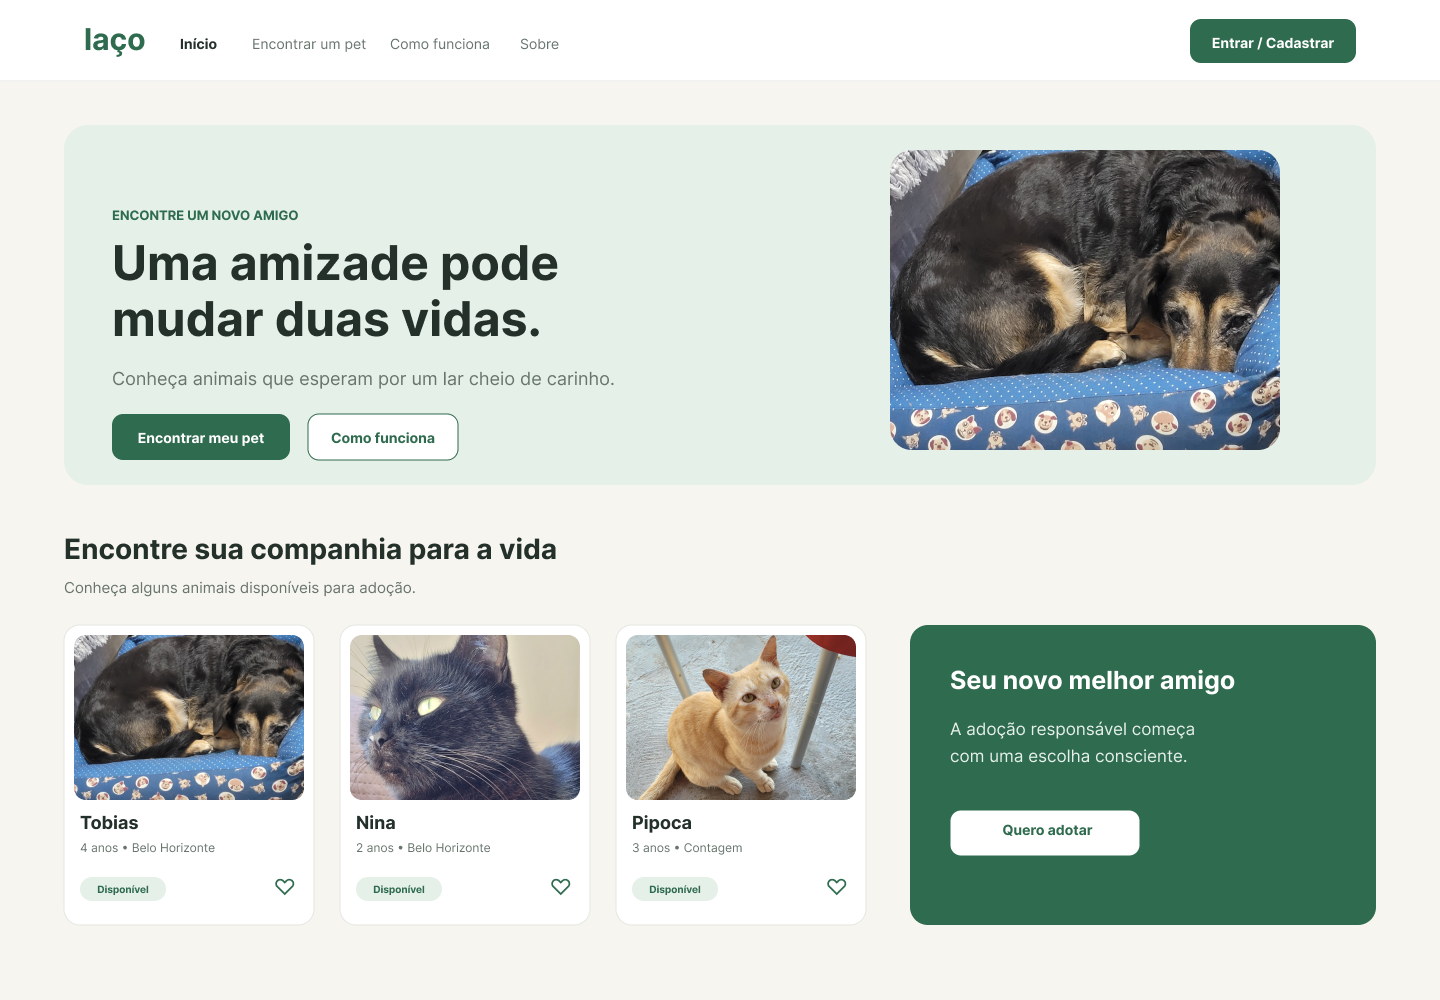 laço
Início
Encontrar um pet
Como funciona
Sobre
Entrar / Cadastrar
ENCONTRE UM NOVO AMIGO
Uma amizade pode
mudar duas vidas.
Conheça animais que esperam por um lar cheio de carinho.
Encontrar meu pet
Como funciona
Encontre sua companhia para a vida
Conheça alguns animais disponíveis para adoção.
Tobias
4 anos • Belo Horizonte
Disponível
Nina
2 anos • Belo Horizonte
Disponível
Pipoca
3 anos • Contagem
Disponível
Seu novo melhor amigo
A adoção responsável começa
com uma escolha consciente.
Quero adotar